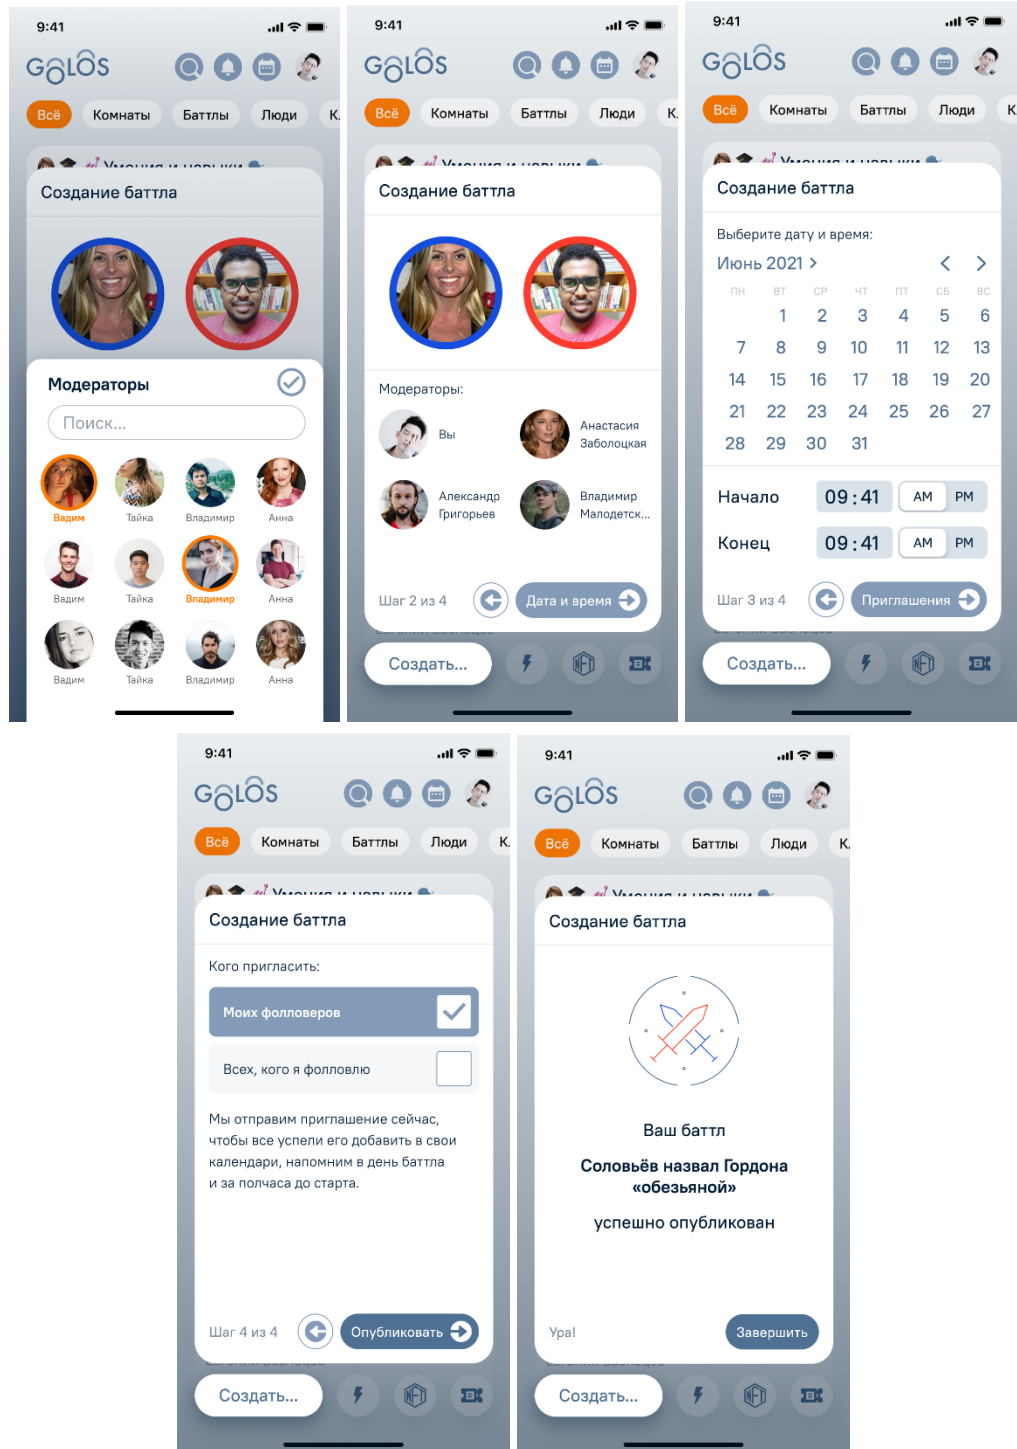 9:41
GOLOS
Всё Комнаты Баттлы Люди К
Умения и навыки
Создание баттла
Модераторы
Поиск...
Вадим Тайка Владимир Анна
Вадим Тайка Владимир Анна
Вадим Тайка Владимир Анна
9:41
GOLOS
Всё Комнаты Баттлы Люди К.
Умения и навыки
Создание баттла
Модераторы:
Вы
Анастасия
Заболоцкая
Александр
Григорьев
Владимир
Малодетск...
Шаг 2 из 4
Дата и время
Создать...
NFT
9:41
GOLOS
Всё Комнаты Баттлы Люди К
Умения и навыки
Создание баттла
Выберите дату и время:
Июнь 2021
ПН ВТ СР ЧТ ПТ СБ ВС
1 2 3 4 5 6
7 8 9 10 11 12 13
14 15 16 17 18 19 20
21 22 23 24 25 26 27
28 29 30 31
Начало 09:41 AM PM
Конец 09:41 AM PM
Шаг 3 из 4
Приглашения
Создать...
NFT
9:41
GOLOS
Всё Комнаты Баттлы Люди К.
Умения и навыки
Создание баттла
Кого пригласить:
Моих фолловеров
Всех, кого я фолловлю
Мы отправим приглашение сейчас,
чтобы все успели его добавить в свои
календари, напомним в день баттла
и за полчаса до старта.
Шаг 4 из 4
Опубликовать
Создать...
NFT
9:41
GOLOS
Всё Комнаты Баттлы Люди К.
Умения и навыки
Создание баттла
Ваш баттл
Соловьёв назвал Гордона
«обезьяной»
успешно опубликован
Ура!
Завершить
Создать...
NFT